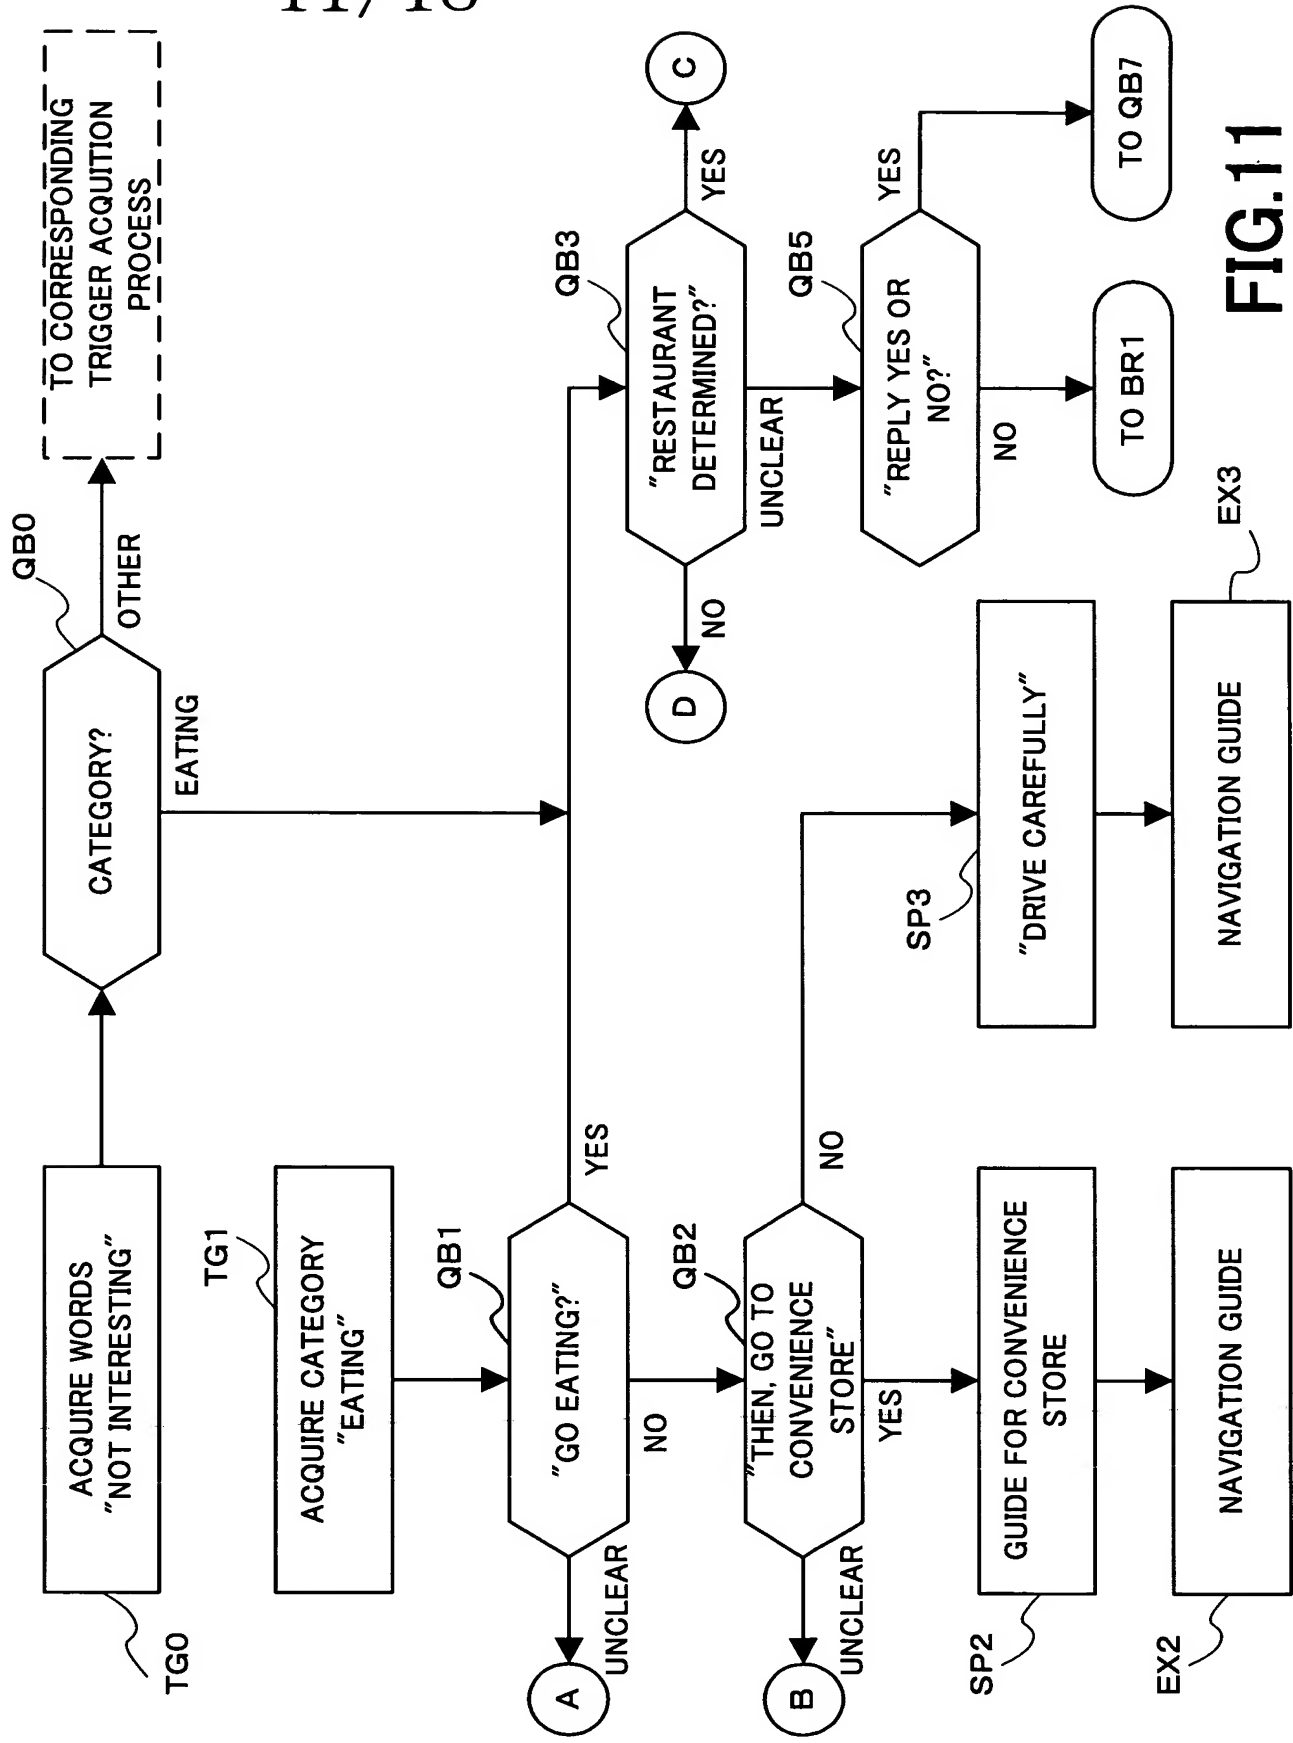 TG0
ACQUIRE WORDS
"NOT INTERESTING"
CATEGORY?
QB0
OTHER
TO CORRESPONDING
TRIGGER ACQUITION
PROCESS
EATING
TG1
ACQUIRE CATEGORY
"EATING"
QB1
"GO EATING?"
YES
UNCLEAR
A
NO
QB2
"THEN, GO TO
CONVENIENCE
STORE"
NO
UNCLEAR
B
YES
SP2
GUIDE FOR CONVENIENCE
STORE
EX2
NAVIGATION GUIDE
SP3
"DRIVE CAREFULLY"
EX3
NAVIGATION GUIDE
QB3
"RESTAURANT
DETERMINED?"
YES
C
NO
D
UNCLEAR
QB5
"REPLY YES OR
NO?"
YES
TO QB7
NO
TO BR1
FIG.11